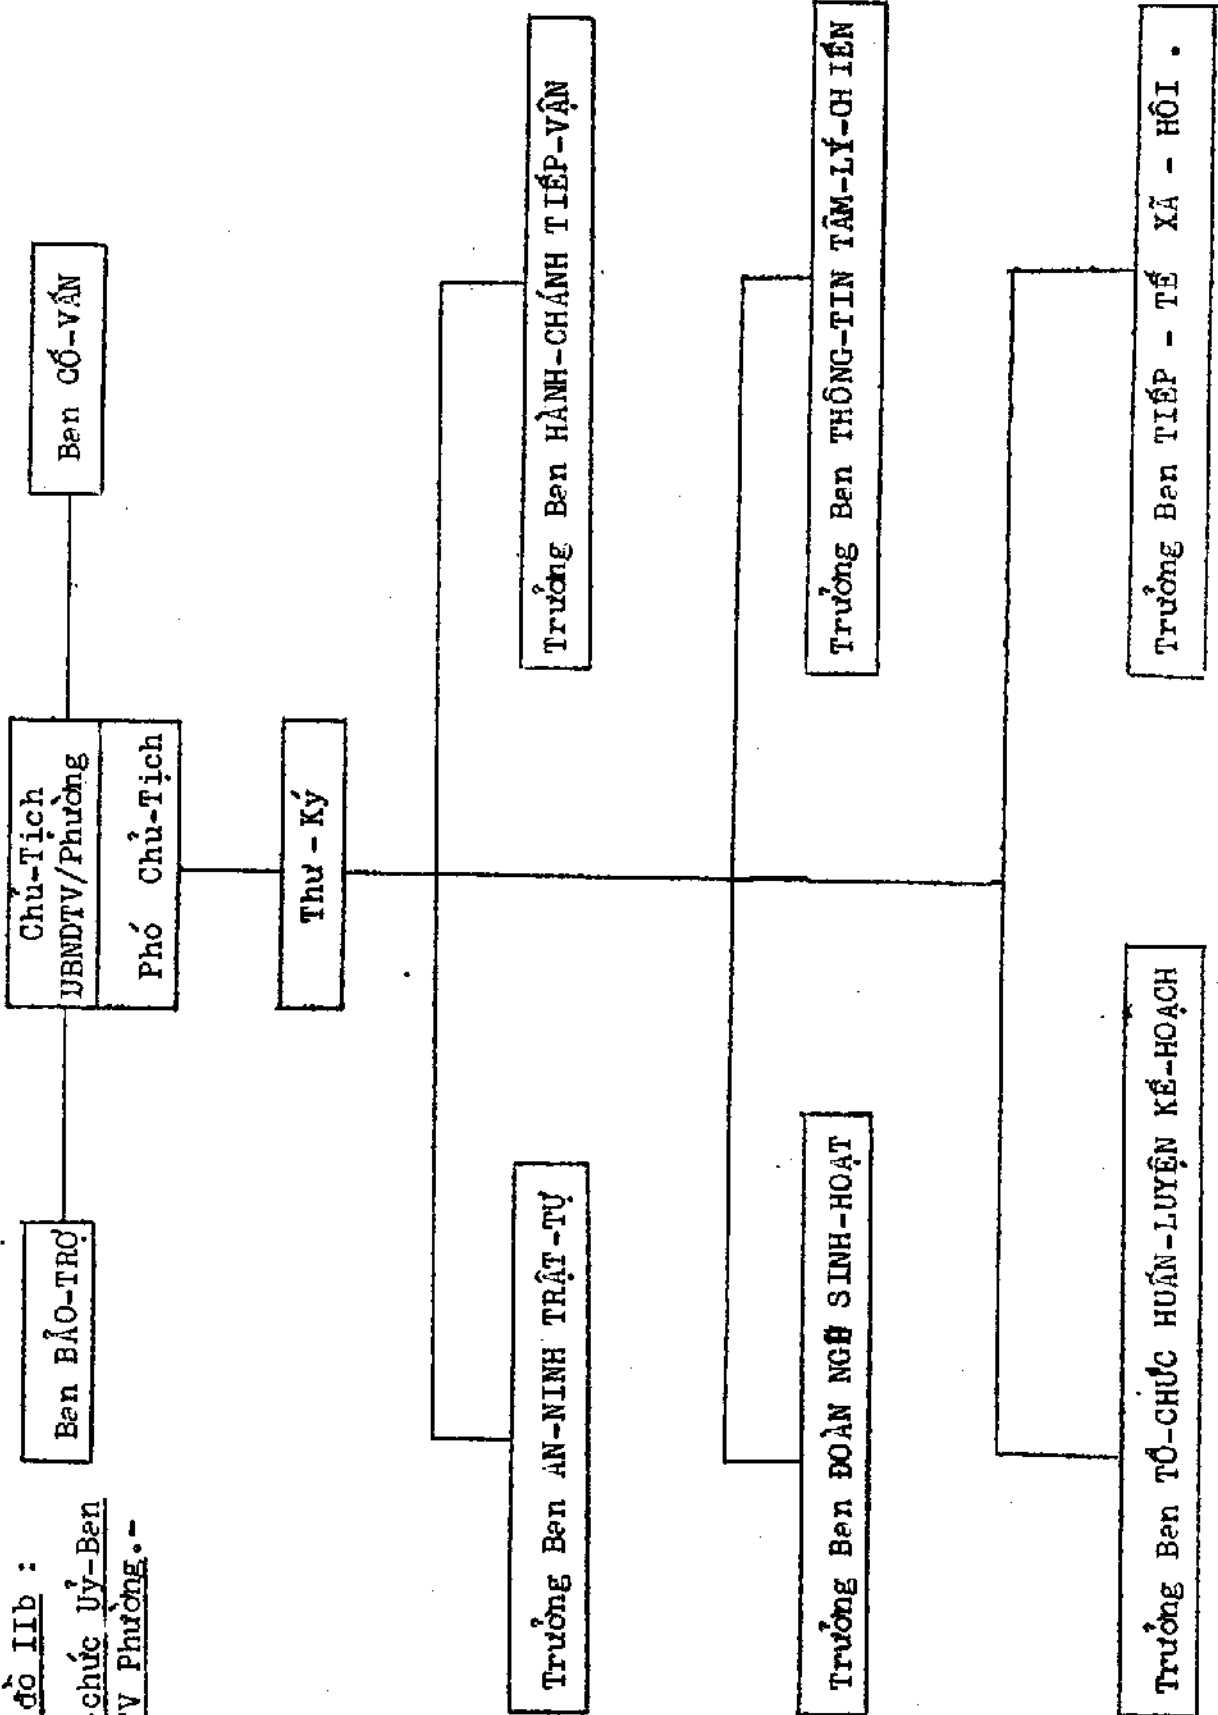 đồ IIb :
chức Uỷ-Ban
Phường.-
Ban BẢO-TRỢ
Chủ-Tịch
UBNDTV/Phường
Phó Chủ-Tịch
Ban CỐ-VẤN
Thư-Ký
Trưởng Ban AN-NINH TRẬT-TỰ
Trưởng Ban HÀNH-CHÁNH TIẾP-VẬN
Trưởng Ban ĐOÀN NGŨ SINH-HOẠT
Trưởng Ban THÔNG-TIN TÂM-LÝ-CHIẾN
Trưởng Ban TỔ-CHỨC HUẤN-LUYỆN KẾ-HOẠCH
Trưởng Ban TIẾP - TẾ XÃ - HÔI .